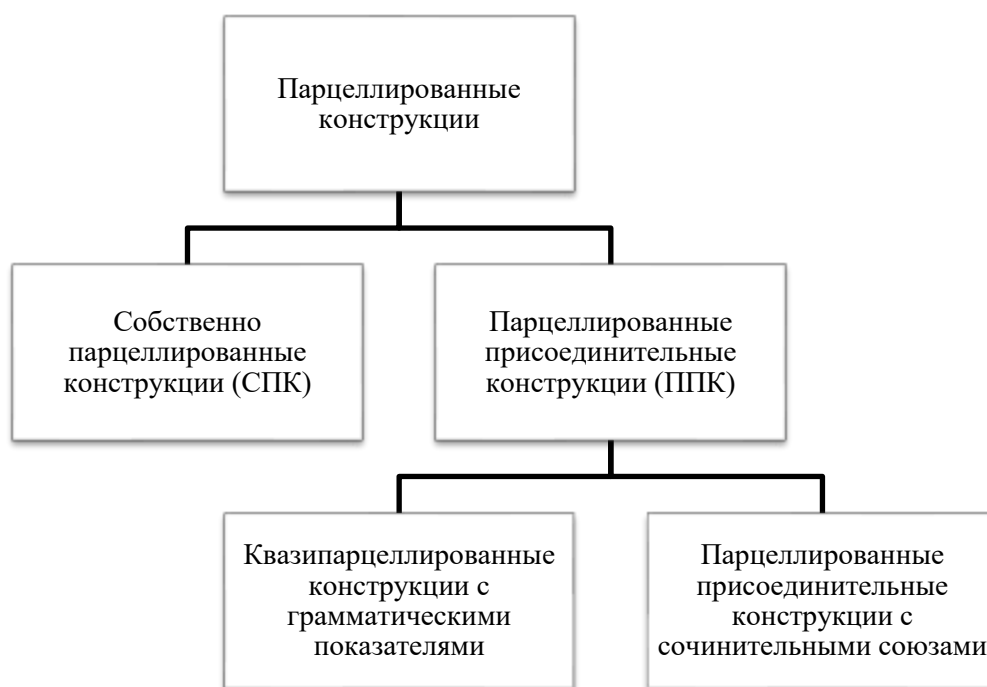 Парцеллированные
конструкции
Собственно
парцеллированные
конструкции (СПК)
Парцеллированные
присоединительные
конструкции (ППК)
Квазипарцеллированные
конструкции с
грамматическими
показателями
Парцеллированные
присоединительные
конструкции с
сочинительными союзами